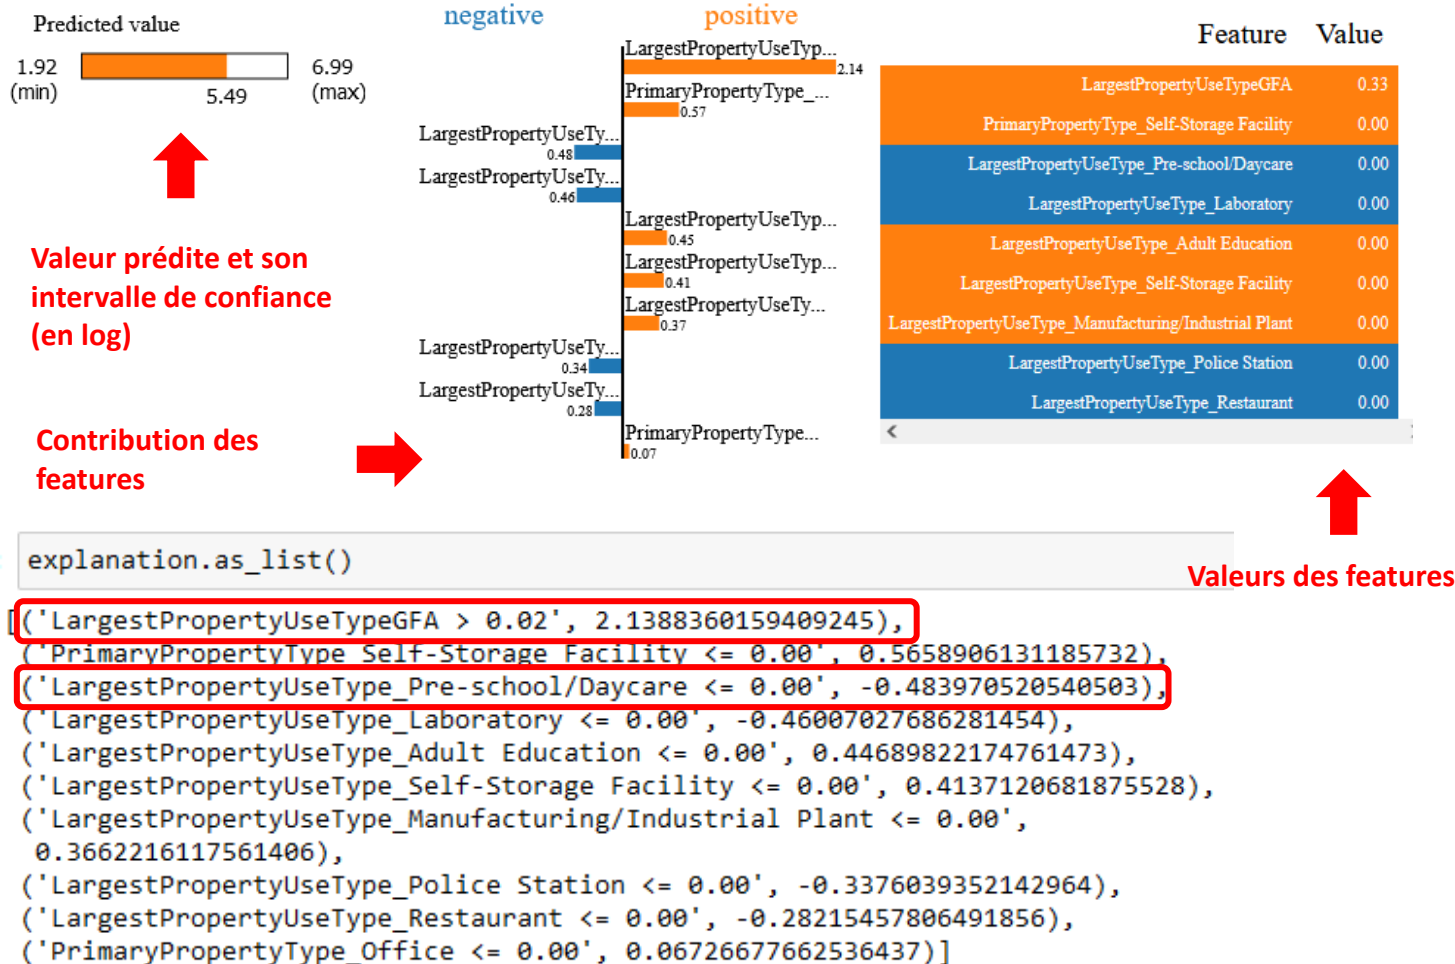 Predicted value
1.92
(min)
5.49
6.99
(max)
negative
positive
LargestPropertyUseTyp...
2.14
PrimaryPropertyType_...
0.57
LargestPropertyUseTy...
0.48
LargestPropertyUseTy...
0.46
LargestPropertyUseTyp...
0.45
LargestPropertyUseTyp...
0.41
LargestPropertyUseTy...
0.37
LargestPropertyUseTy...
0.34
LargestPropertyUseTy...
0.28
PrimaryPropertyType...
0.07
Feature Value
LargestPropertyUseTypeGFA 0.33
PrimaryPropertyType_Self-Storage Facility 0.00
LargestPropertyUseType_Pre-school/Daycare 0.00
LargestPropertyUseType_Laboratory 0.00
LargestPropertyUseType_Adult Education 0.00
LargestPropertyUseType_Self-Storage Facility 0.00
LargestPropertyUseType_Manufacturing/Industrial Plant 0.00
LargestPropertyUseType_Police Station 0.00
LargestPropertyUseType_Restaurant 0.00
Valeur prédite et son
intervalle de confiance
(en log)
Contribution des
features
Valeurs des features
explanation.as_list()
[('LargestPropertyUseTypeGFA > 0.02', 2.1388360159409245),
('PrimaryPropertyType_Self-Storage Facility <= 0.00', 0.5658906131185732),
('LargestPropertyUseType_Pre-school/Daycare <= 0.00', -0.483970520540503),
('LargestPropertyUseType_Laboratory <= 0.00', -0.46007027686281454),
('LargestPropertyUseType_Adult Education <= 0.00', 0.44689822174761473),
('LargestPropertyUseType_Self-Storage Facility <= 0.00', 0.4137120681875528),
('LargestPropertyUseType_Manufacturing/Industrial Plant <= 0.00',
0.3662216117561406),
('LargestPropertyUseType_Police Station <= 0.00', -0.3376039352142964),
('LargestPropertyUseType_Restaurant <= 0.00', -0.28215457806491856),
('PrimaryPropertyType_Office <= 0.00', 0.067266777662536437)]